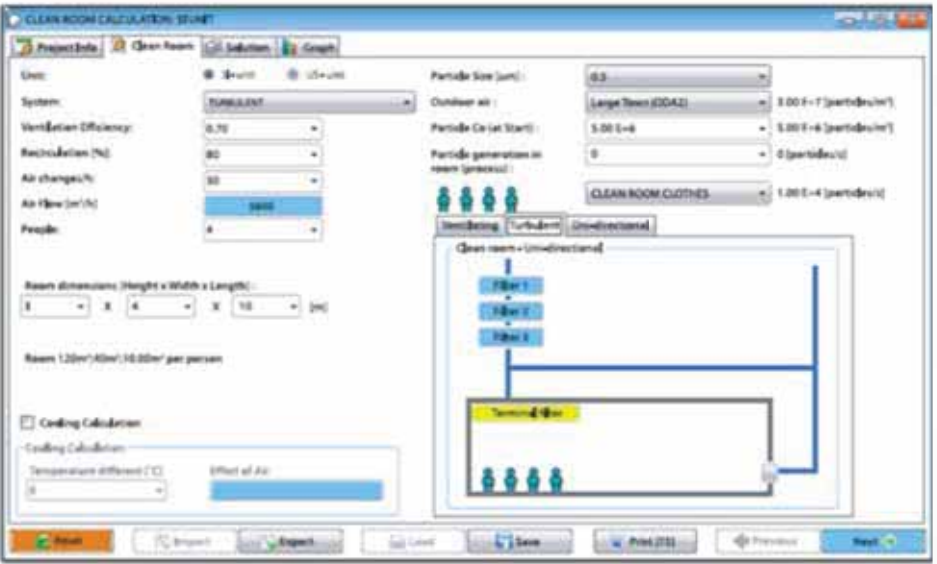 CLEAN ROOM CALCULATION: SI UNIT
Project Info Clean Room Solution Graph
Unit: SI-unit US-unit
System: TURBULENT
Ventilation Efficiency: 0.70
Recirculation [%]: 80
Air changes/h: 30
Air Flow [m³/h]:
People: 4
Room dimensions (Height x Width x Length):
3 X 4 X 10 [m]
Room 120m³/40m²/10.00m² per person
Cooling Calculation
Cooling Calculation
Temperature different [°C] Effect of Air
0
Particle Size [um]: 0.5
Outdoor air: Large Town (ODA2) 3.00 E+7 [particles/m³]
Particle Co (at Start): 5.00 E+6 5.00 E+6 [particles/m³]
Particle generation in
room (process): 0 0 [particles/s]
CLEAN ROOM CLOTHES 1.00 E+4 [particles/s]
Ventilating Turbulent Uni-directional
Clean room - Uni-directional
Filter 1
Filter 2
Filter 3
Terminal filter
Reset Import Export Load Save Print Previous Next